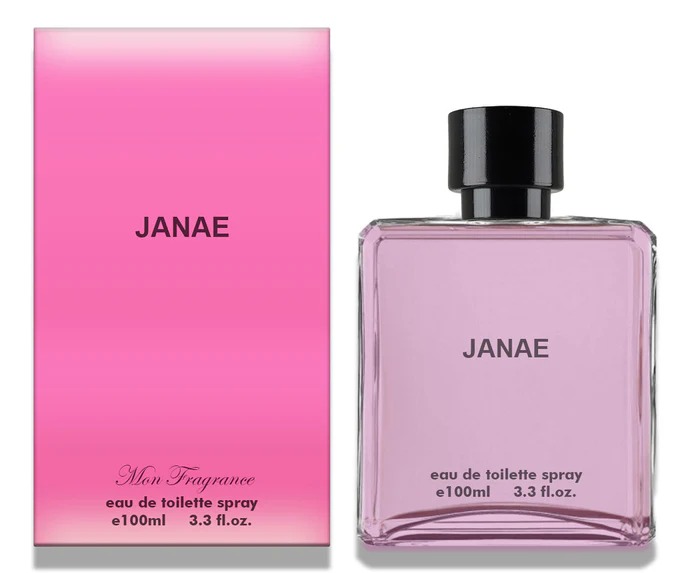 JANAE
Mon Fragrance
eau de toilette spray
e100ml 3.3 fl.oz.
JANAE
eau de toilette spray
e100ml 3.3 fl.oz.